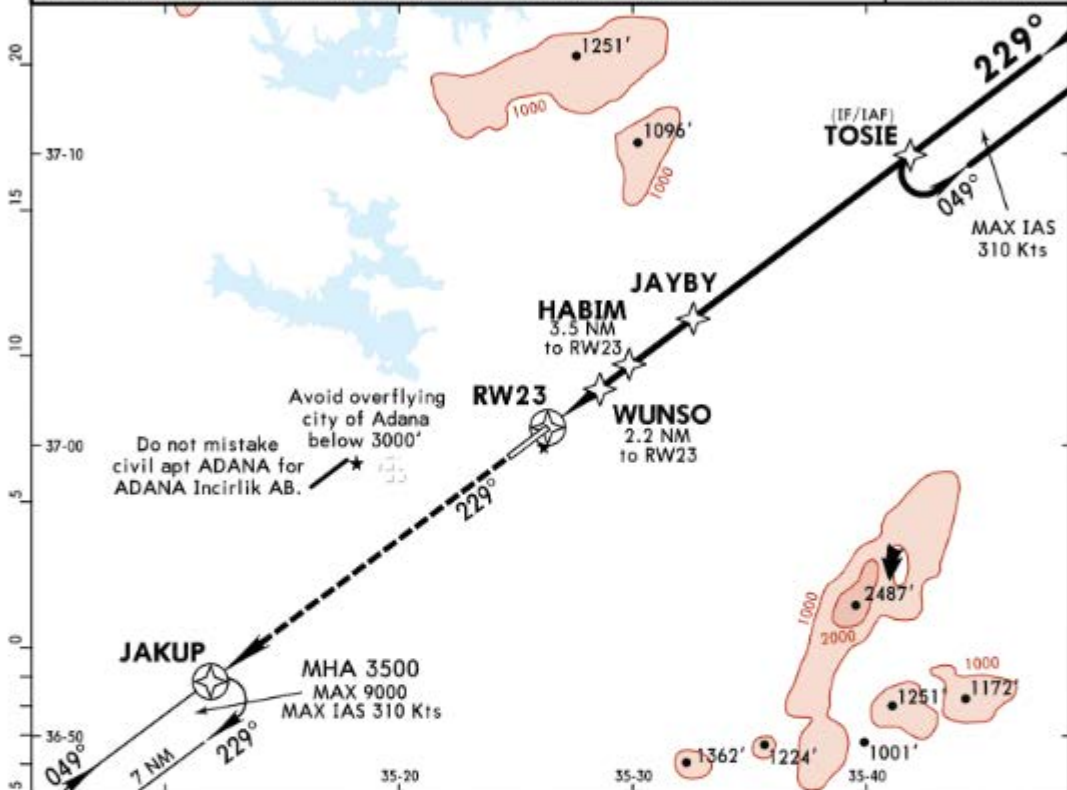 20
1251'
1000
229°
(IF/IAF)
TOSIE
1096'
1000
37-10
049°
15
MAX IAS
310 Kts
JAYBY
HABIM
3.5 NM
to RW23
10
RW23
Avoid overflying
city of Adana
below 3000'
WUNSO
2.2 NM
to RW23
Do not mistake
civil apt ADANA for
ADANA Incirlik AB.
37-00
229°
5
1000
2487'
2000
0
JAKUP
MHA 3500
MAX 9000
MAX IAS 310 Kts
1000
1251'
1172'
36-50
049°
7 NM
229°
1362'
1224'
1001'
5
35-20
35-30
35-40